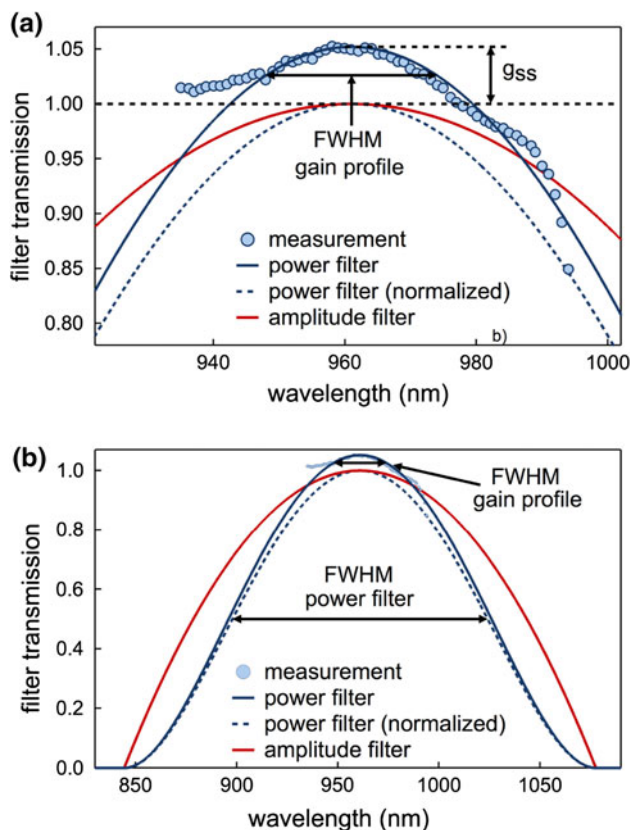 (a)
1.05
1.00
0.95
0.90
0.85
0.80
filter transmission
gss
FWHM
gain profile
measurement
power filter
power filter (normalized)
amplitude filter
b)
940
960
980
1000
wavelength (nm)
(b)
1.0
0.8
0.6
0.4
0.2
0.0
filter transmission
FWHM
gain profile
FWHM
power filter
measurement
power filter
power filter (normalized)
amplitude filter
850
900
950
1000
1050
wavelength (nm)